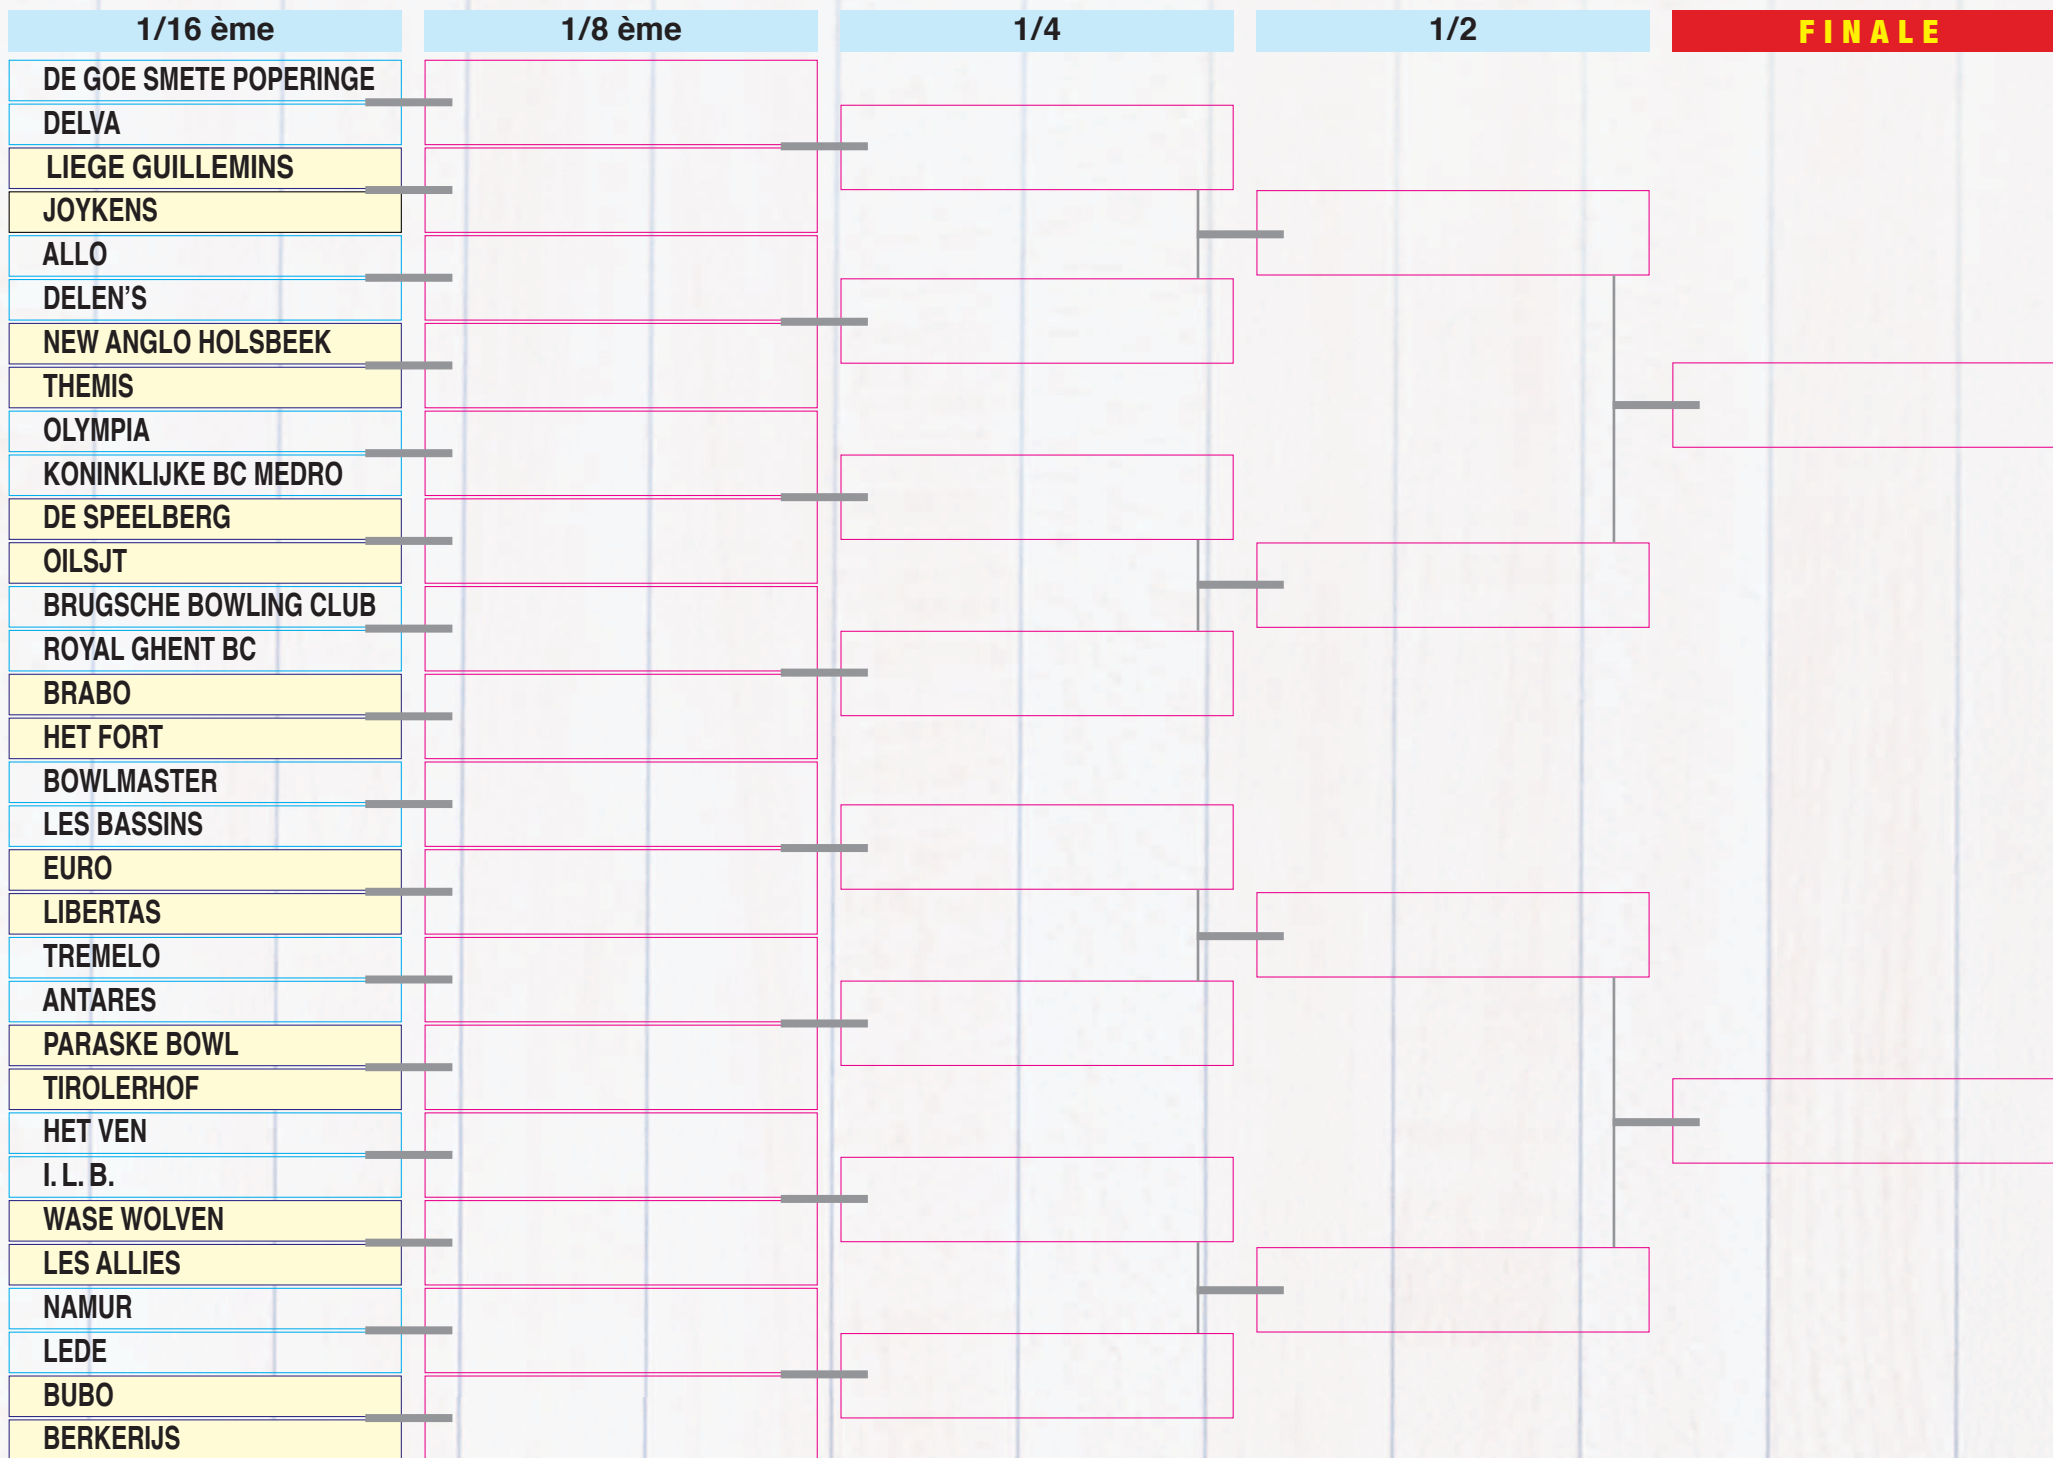 1/16 ème 1/8 ème 1/4 1/2 FINALE
DE GOE SMETE POPERINGE
DELVA
LIEGE GUILLEMINS
JOYKENS
ALLO
DELEN'S
NEW ANGLO HOLSBEEK
THEMIS
OLYMPIA
KONINKLIJKE BC MEDRO
DE SPEELBERG
OILSJT
BRUGSCHE BOWLING CLUB
ROYAL GHENT BC
BRABO
HET FORT
BOWLMASTER
LES BASSINS
EURO
LIBERTAS
TREMELO
ANTARES
PARASKE BOWL
TIROLERHOF
HET VEN
I. L. B.
WASE WOLVEN
LES ALLIES
NAMUR
LEDE
BUBO
BERKERIJS